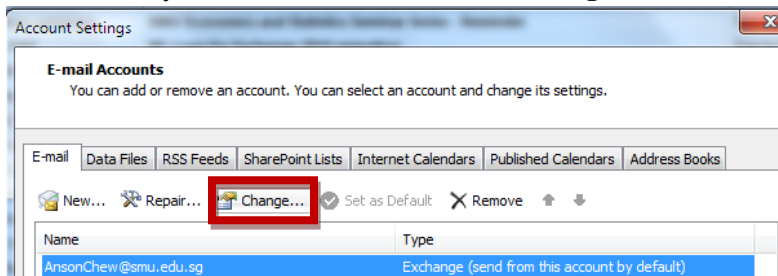 Account Settings
E-mail Accounts
You can add or remove an account. You can select an account and change its settings.
E-mail Data Files RSS Feeds SharePoint Lists Internet Calendars Published Calendars Address Books
New... Repair... Change... Set as Default Remove
Name Type
AnsonChew@smu.edu.sg Exchange (send from this account by default)